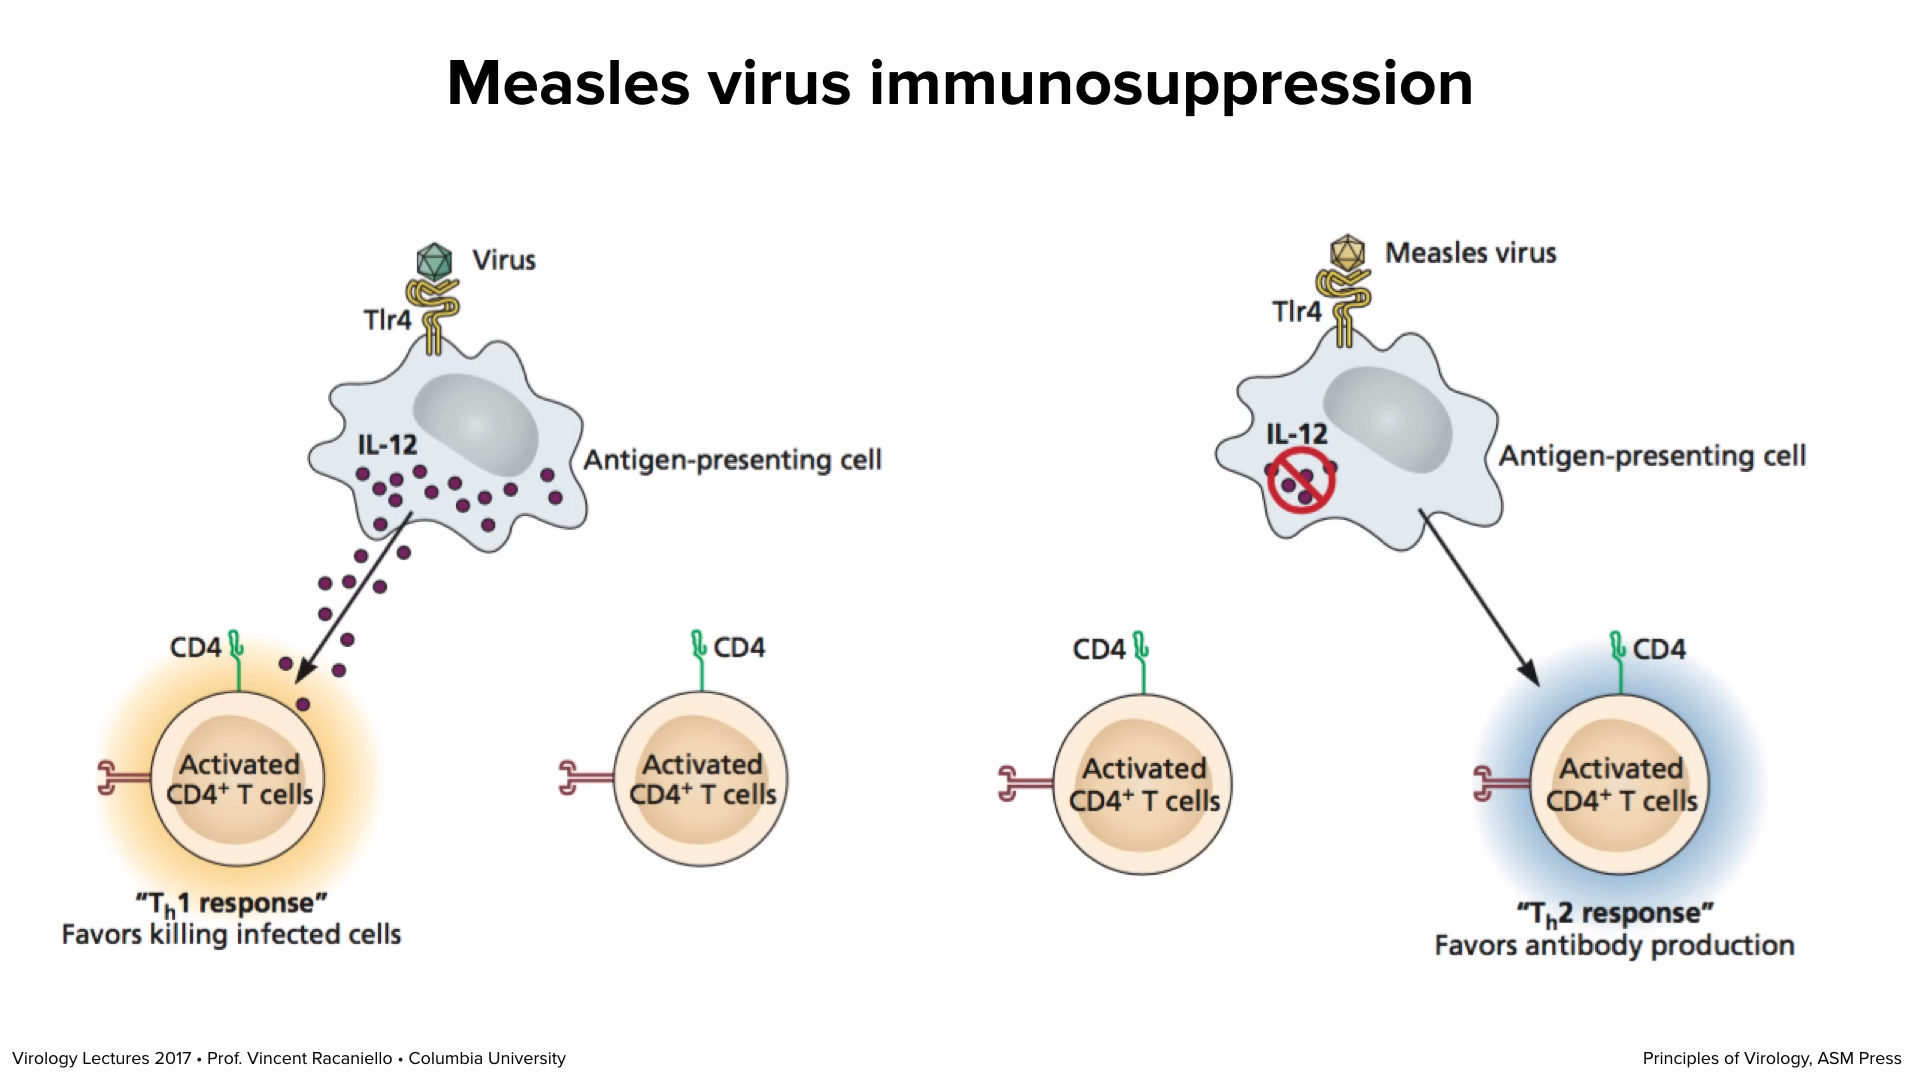 Measles virus immunosuppression
Virus
Tlr4
IL-12
Antigen-presenting cell
CD4
Activated
CD4⁺ T cells
"Tₕ1 response"
Favors killing infected cells
CD4
Activated
CD4⁺ T cells
Measles virus
Tlr4
IL-12
Antigen-presenting cell
CD4
Activated
CD4⁺ T cells
CD4
Activated
CD4⁺ T cells
"Tₕ2 response"
Favors antibody production
Virology Lectures 2017 • Prof. Vincent Racaniello • Columbia University
Principles of Virology, ASM Press